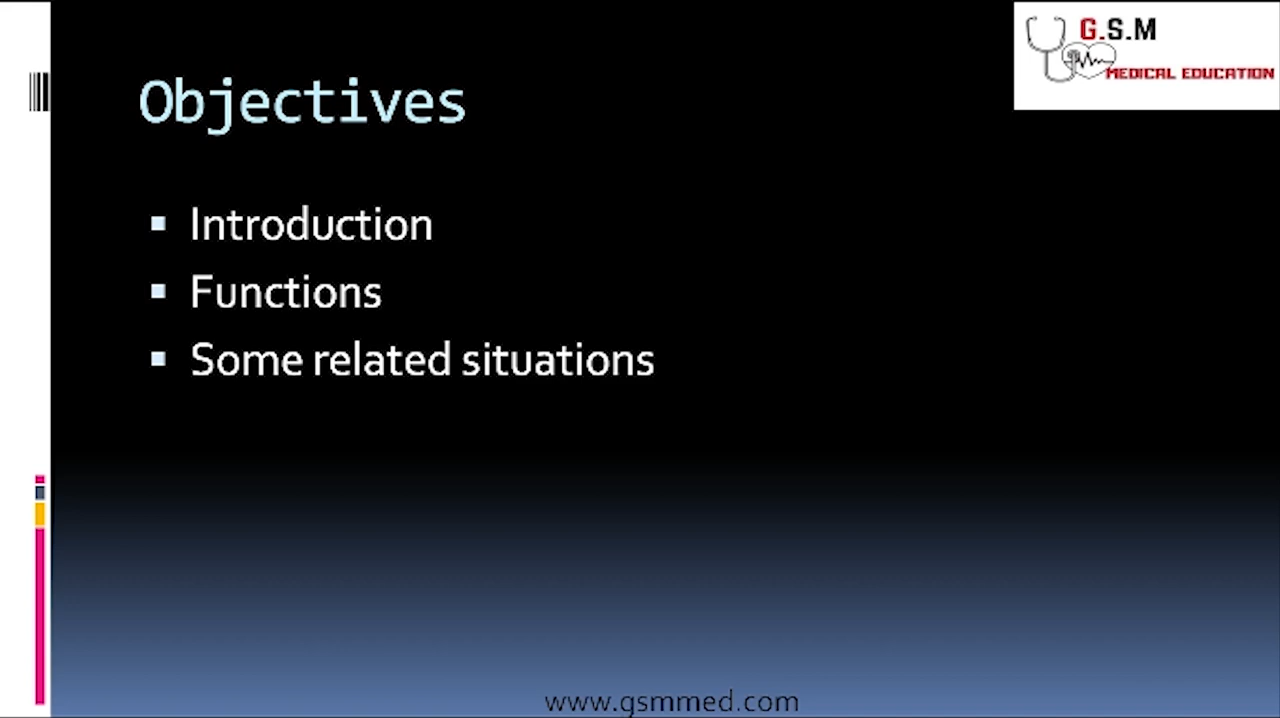 G.S.M
MEDICAL EDUCATION
Objectives
Introduction
Functions
Some related situations
www.gsmmed.com